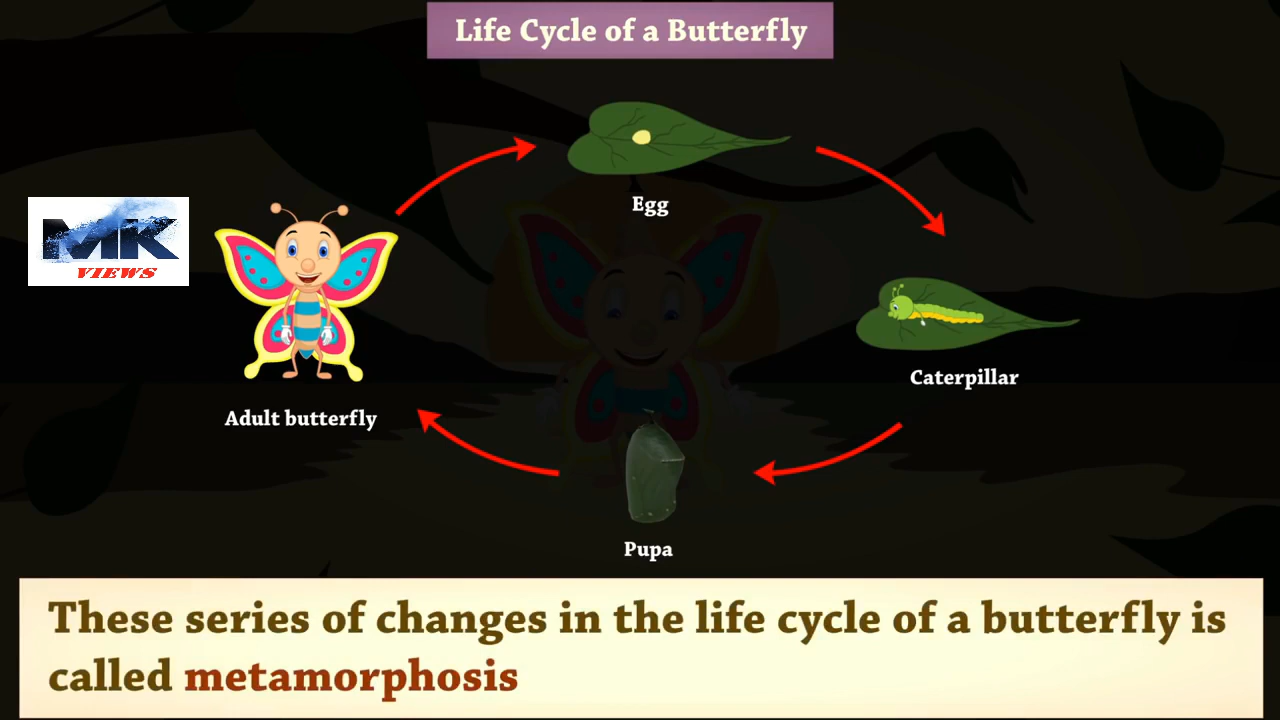 Life Cycle of a Butterfly
Egg
MK
VIEWS
Caterpillar
Adult butterfly
Pupa
These series of changes in the life cycle of a butterfly is
called metamorphosis